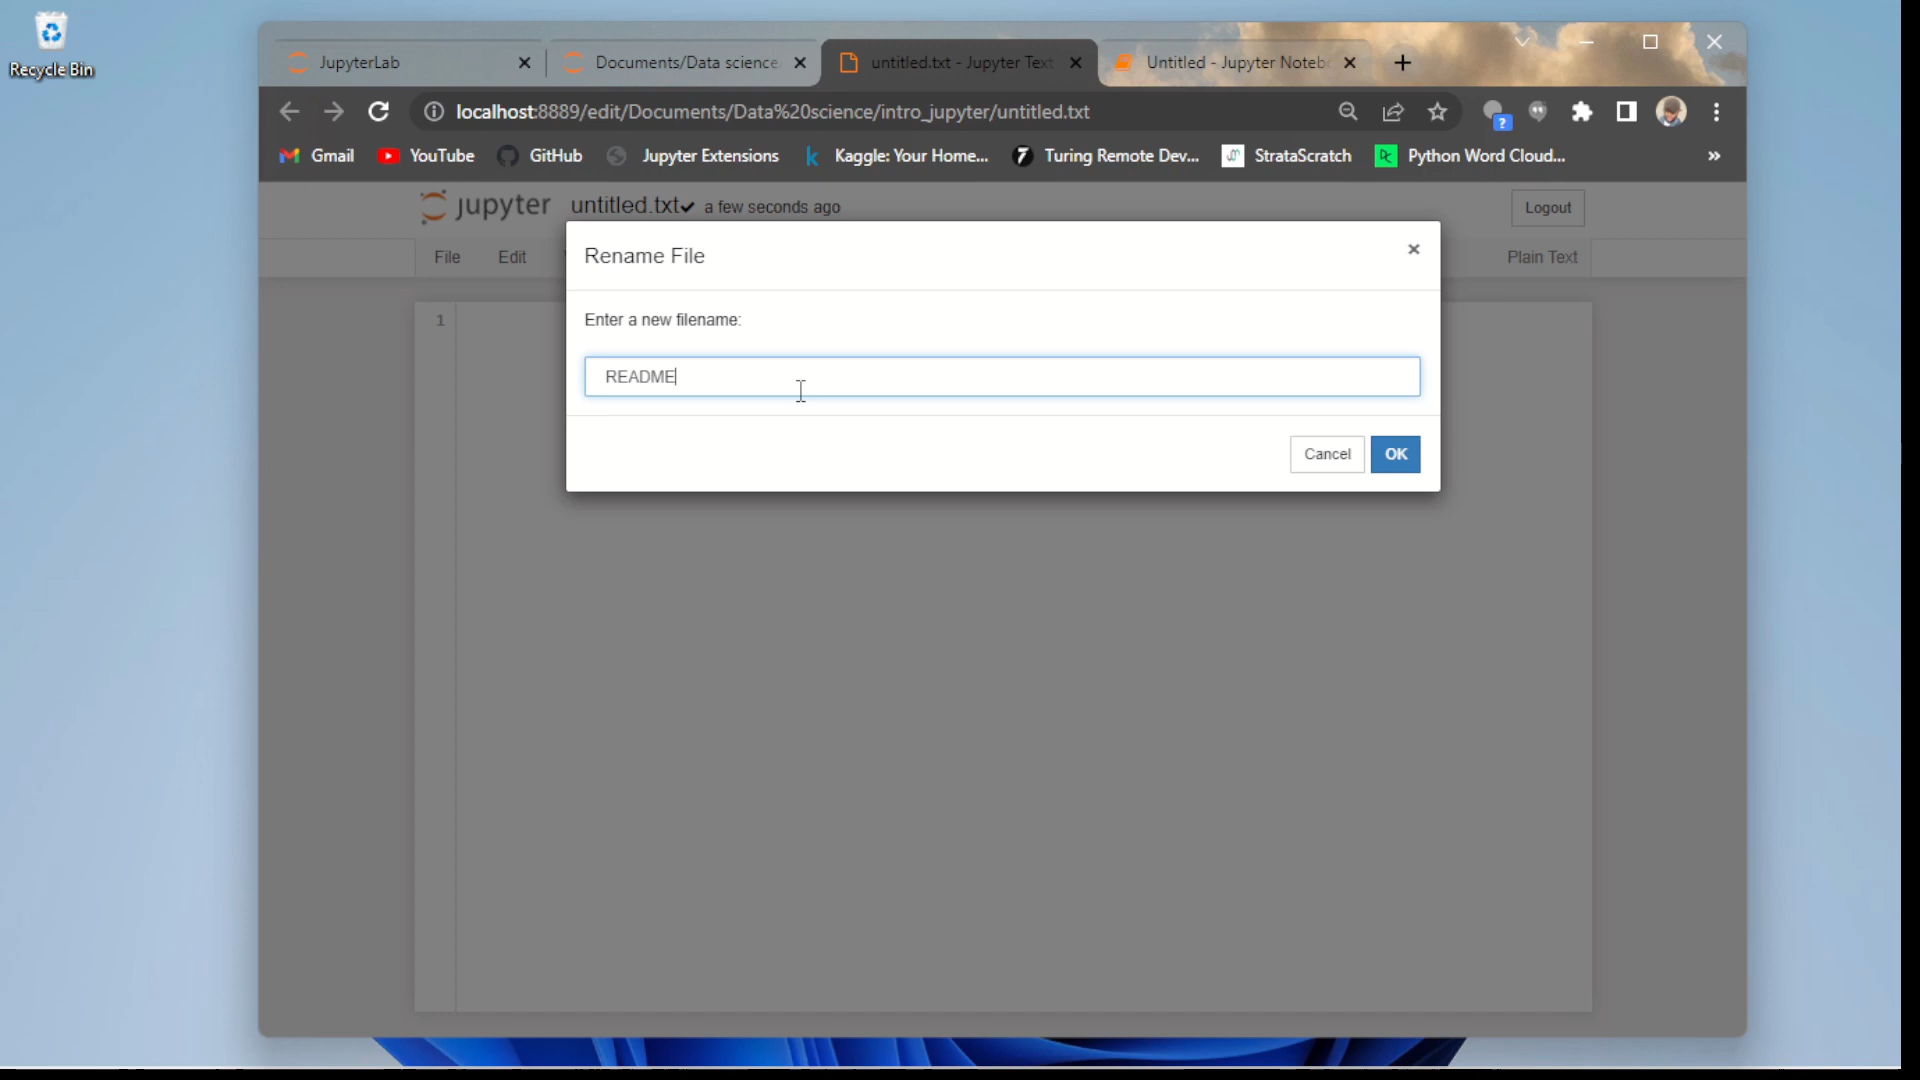 Recycle Bin
JupyterLab
Documents/Data science
untitled.txt - Jupyter Text
Untitled - Jupyter Noteb
localhost:8889/edit/Documents/Data%20science/intro_jupyter/untitled.txt
?
Gmail
YouTube
GitHub
Jupyter Extensions
k Kaggle: Your Home...
7 Turing Remote Dev...
StrataScratch
Python Word Cloud...
»
jupyter untitled.txt✔ a few seconds ago
Logout
File Edit
Plain Text
Rename File
×
Enter a new filename:
README
Cancel OK
1